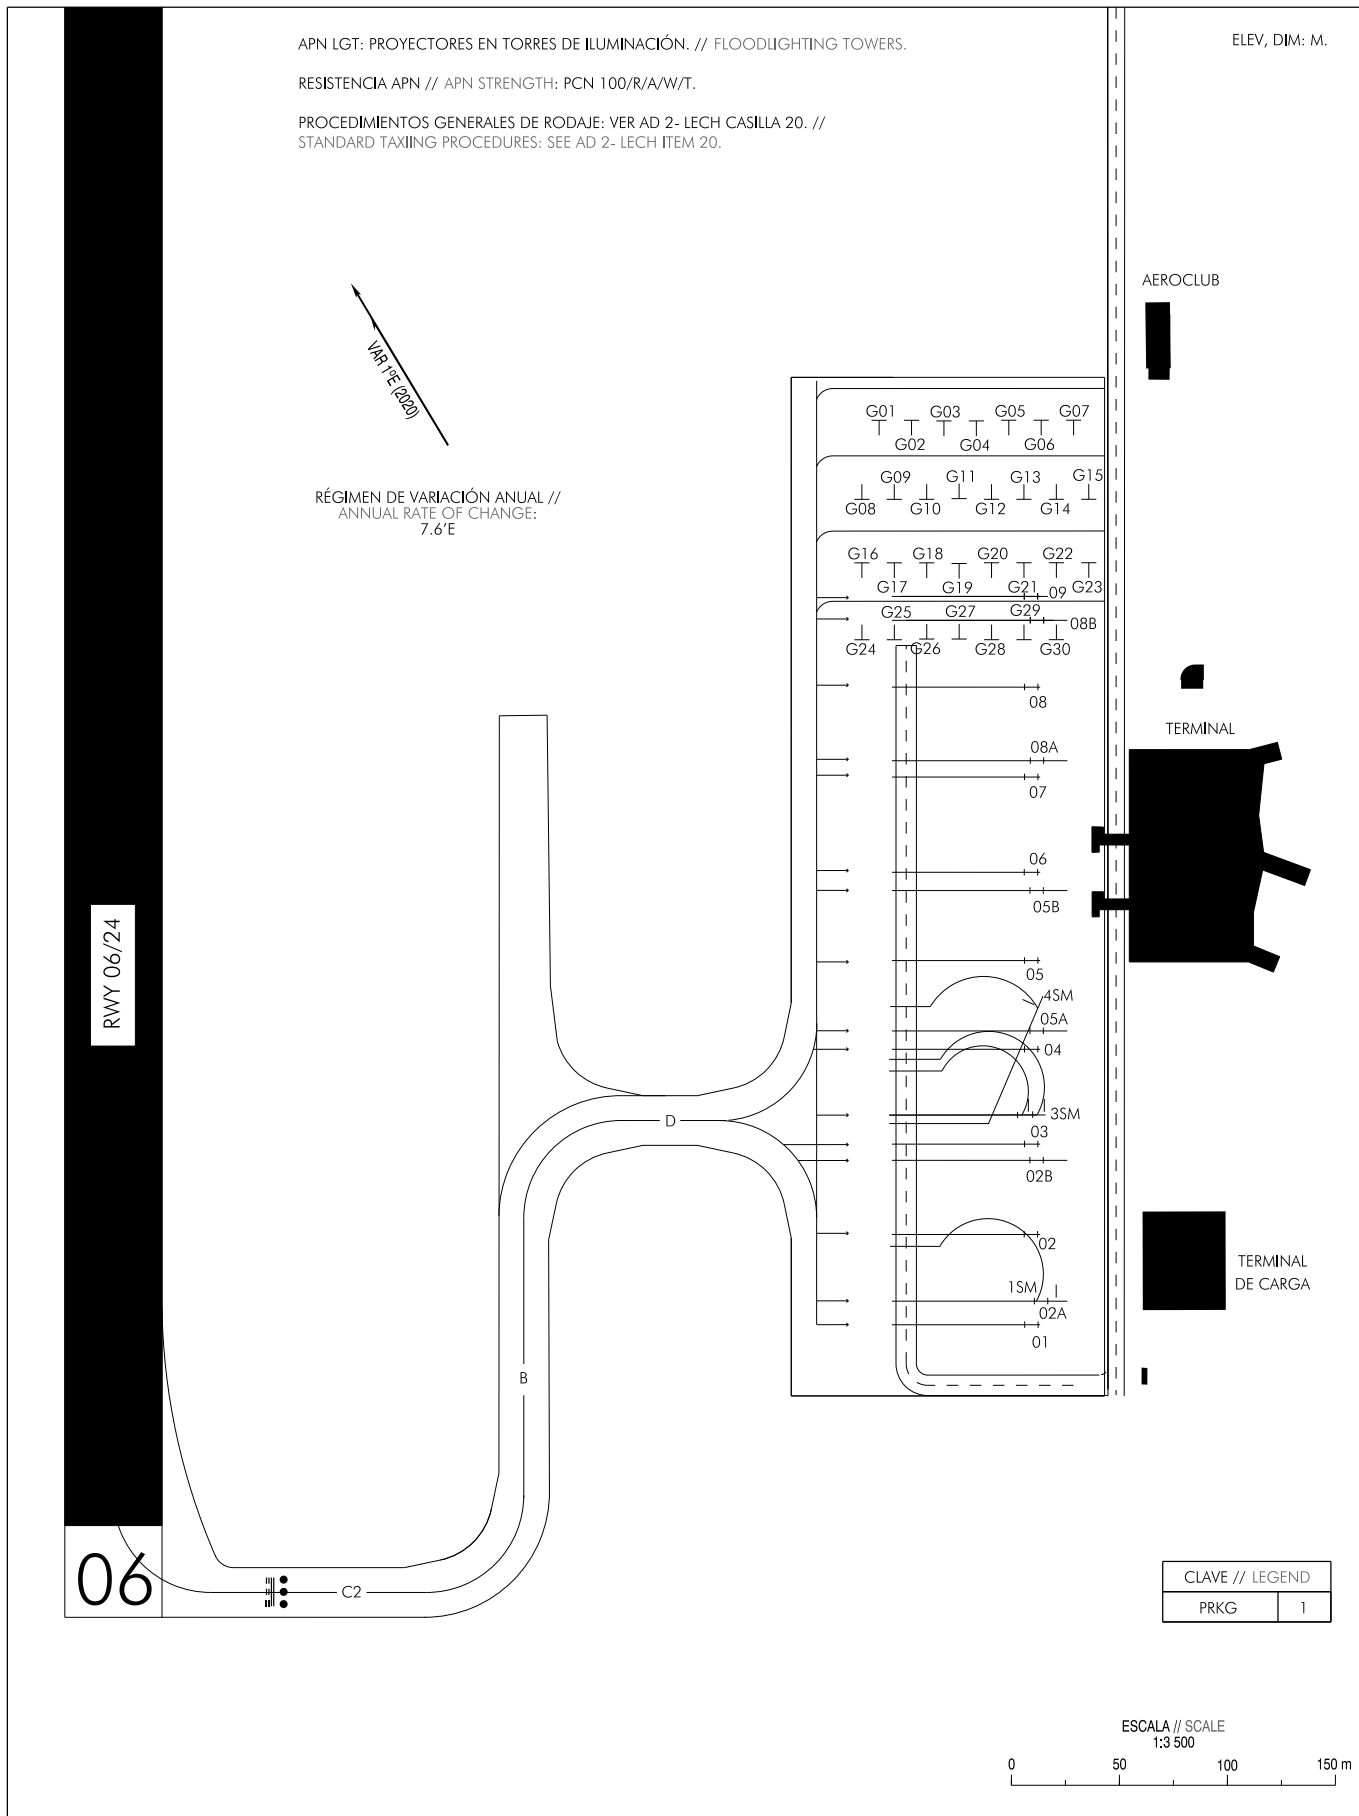 APN LGT: PROYECTORES EN TORRES DE ILUMINACIÓN. // FLOODLIGHTING TOWERS.
ELEV, DIM: M.
RESISTENCIA APN // APN STRENGTH: PCN 100/R/A/W/T.
PROCEDIMIENTOS GENERALES DE RODAJE: VER AD 2- LECH CASILLA 20. //
STANDARD TAXIING PROCEDURES: SEE AD 2- LECH ITEM 20.
AEROCLUB
VAR 1ºE (2020)
RÉGIMEN DE VARIACIÓN ANUAL //
ANNUAL RATE OF CHANGE:
7.6'E
G01 G03 G05 G07
G02 G04 G06
G09 G11 G13 G15
G08 G10 G12 G14
G16 G18 G20 G22
G17 G19 G21 G23
09
G25 G27 G29
08B
G24 G26 G28 G30
08
TERMINAL
08A
07
06
05B
RWY 06/24
05
4SM
05A
04
3SM
D
03
02B
02
TERMINAL
DE CARGA
1SM
02A
01
B
06
C2
CLAVE // LEGEND
PRKG 1
ESCALA // SCALE
1:3 500
0 50 100 150 m